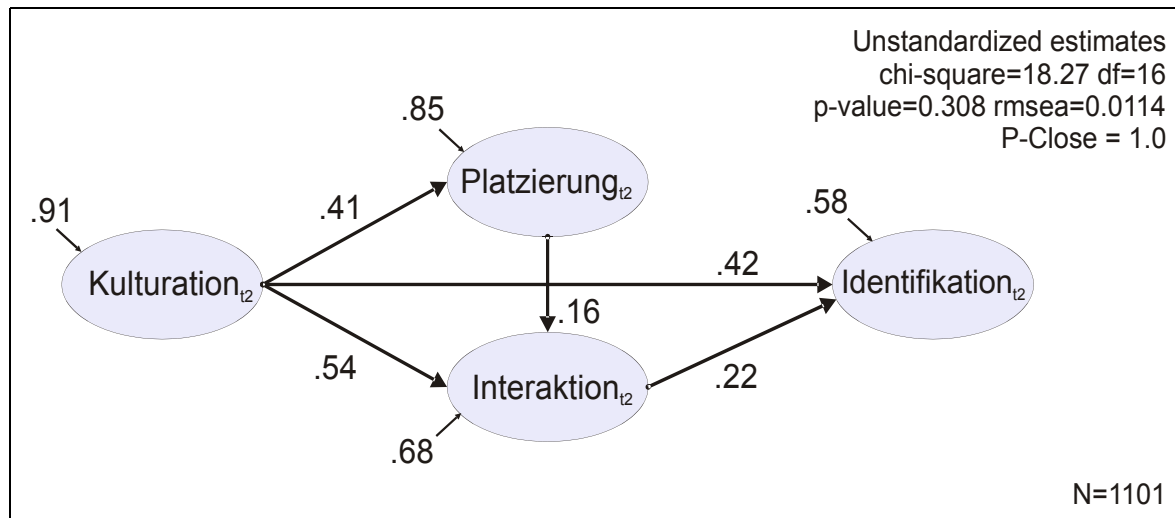 Unstandardized estimates
chi-square=18.27 df=16
p-value=0.308 rmsea=0.0114
P-Close = 1.0
.85
Platzierungt2
.91
.41
.58
Kulturationt2
.42
Identifikationt2
.16
.54
Interaktiont2
.22
.68
N=1101